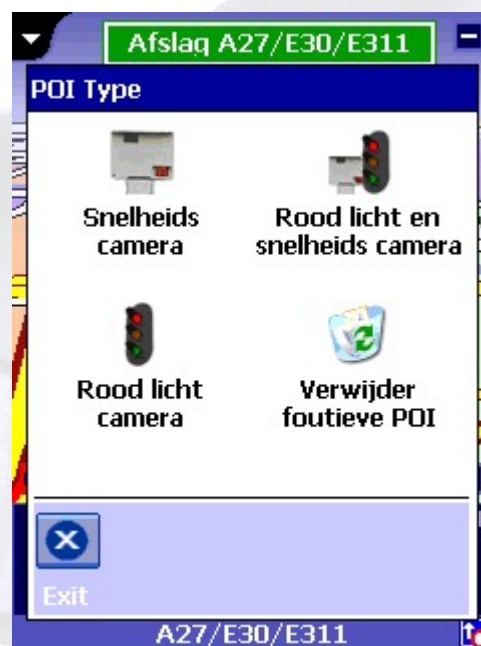 Afslag A27/E30/E311
POI Type
Snelheids
camera
Rood licht en
snelheids camera
Rood licht
camera
Verwijder
foutieve POI
Exit
A27/E30/E311